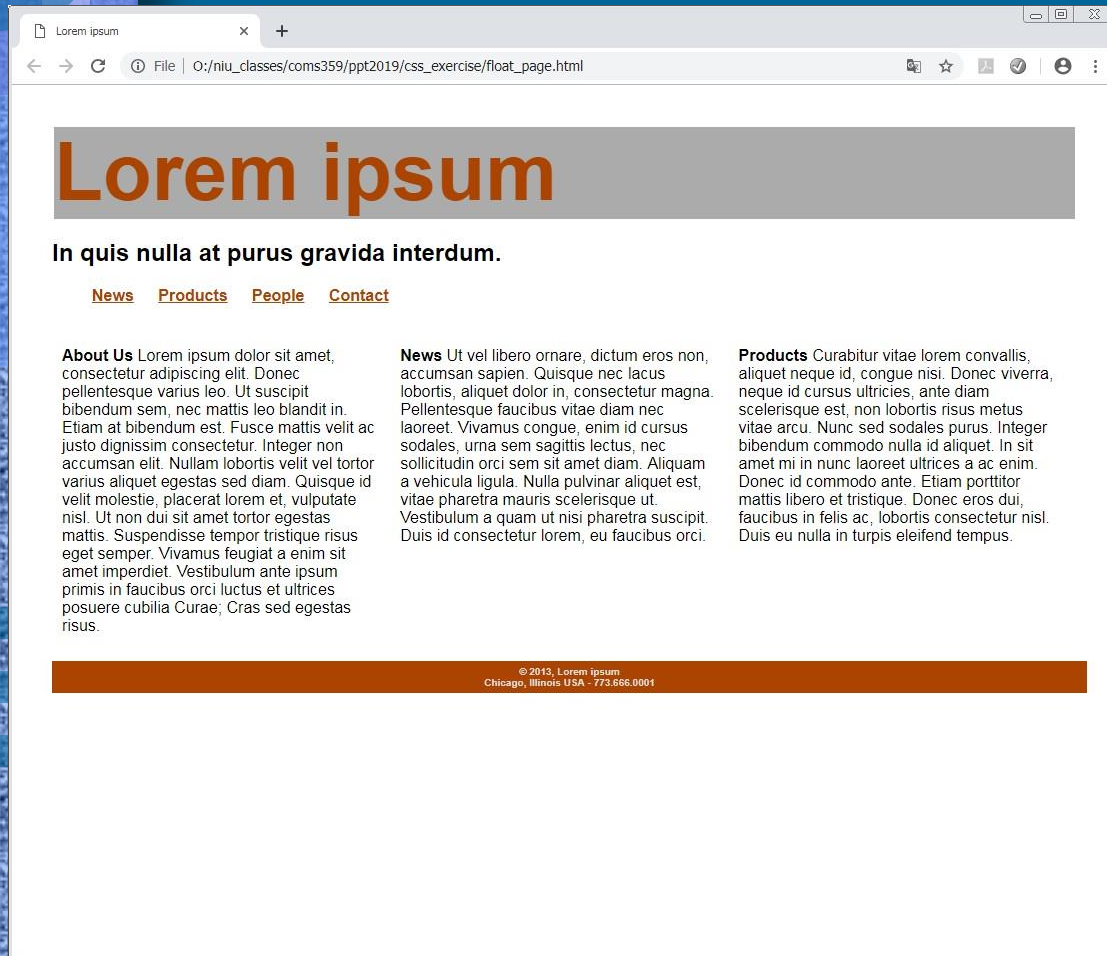 Lorem ipsum
File O:/niu_classes/coms359/ppt2019/css_exercise/float_page.html
Lorem ipsum
In quis nulla at purus gravida interdum.
News Products People Contact
About Us Lorem ipsum dolor sit amet,
consectetur adipiscing elit. Donec
pellentesque varius leo. Ut suscipit
bibendum sem, nec mattis leo blandit in.
Etiam at bibendum est. Fusce mattis velit ac
justo dignissim consectetur. Integer non
accumsan elit. Nullam lobortis velit vel tortor
varius aliquet egestas sed diam. Quisque id
velit molestie, placerat lorem et, vulputate
nisl. Ut non dui sit amet tortor egestas
mattis. Suspendisse tempor tristique risus
eget semper. Vivamus feugiat a enim sit
amet imperdiet. Vestibulum ante ipsum
primis in faucibus orci luctus et ultrices
posuere cubilia Curae; Cras sed egestas
risus.
News Ut vel libero ornare, dictum eros non,
accumsan sapien. Quisque nec lacus
lobortis, aliquet dolor in, consectetur magna.
Pellentesque faucibus vitae diam nec
laoreet. Vivamus congue, enim id cursus
sodales, urna sem sagittis lectus, nec
sollicitudin orci sem sit amet diam. Aliquam
a vehicula ligula. Nulla pulvinar aliquet est,
vitae pharetra mauris scelerisque ut.
Vestibulum a quam ut nisi pharetra suscipit.
Duis id consectetur lorem, eu faucibus orci.
Products Curabitur vitae lorem convallis,
aliquet neque id, congue nisi. Donec viverra,
neque id cursus ultricies, ante diam
scelerisque est, non lobortis risus metus
vitae arcu. Nunc sed sodales purus. Integer
bibendum commodo nulla id aliquet. In sit
amet mi in nunc laoreet ultrices a ac enim.
Donec id commodo ante. Etiam porttitor
mattis libero et tristique. Donec eros dui,
faucibus in felis ac, lobortis consectetur nisl.
Duis eu nulla in turpis eleifend tempus.
© 2013, Lorem ipsum
Chicago, Illinois USA - 773.666.0001